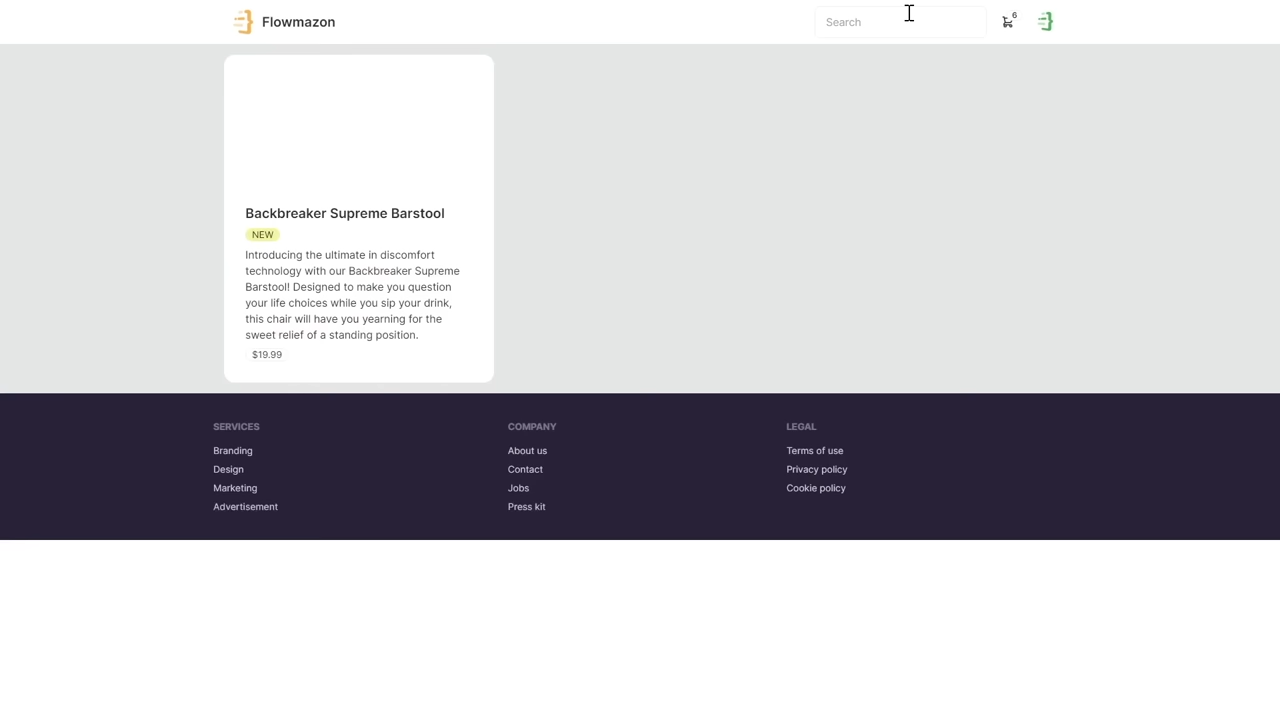 Flowmazon
Search
6
Backbreaker Supreme Barstool
NEW
Introducing the ultimate in discomfort
technology with our Backbreaker Supreme
Barstool! Designed to make you question
your life choices while you sip your drink,
this chair will have you yearning for the
sweet relief of a standing position.
$19.99
SERVICES
Branding
Design
Marketing
Advertisement
COMPANY
About us
Contact
Jobs
Press kit
LEGAL
Terms of use
Privacy policy
Cookie policy